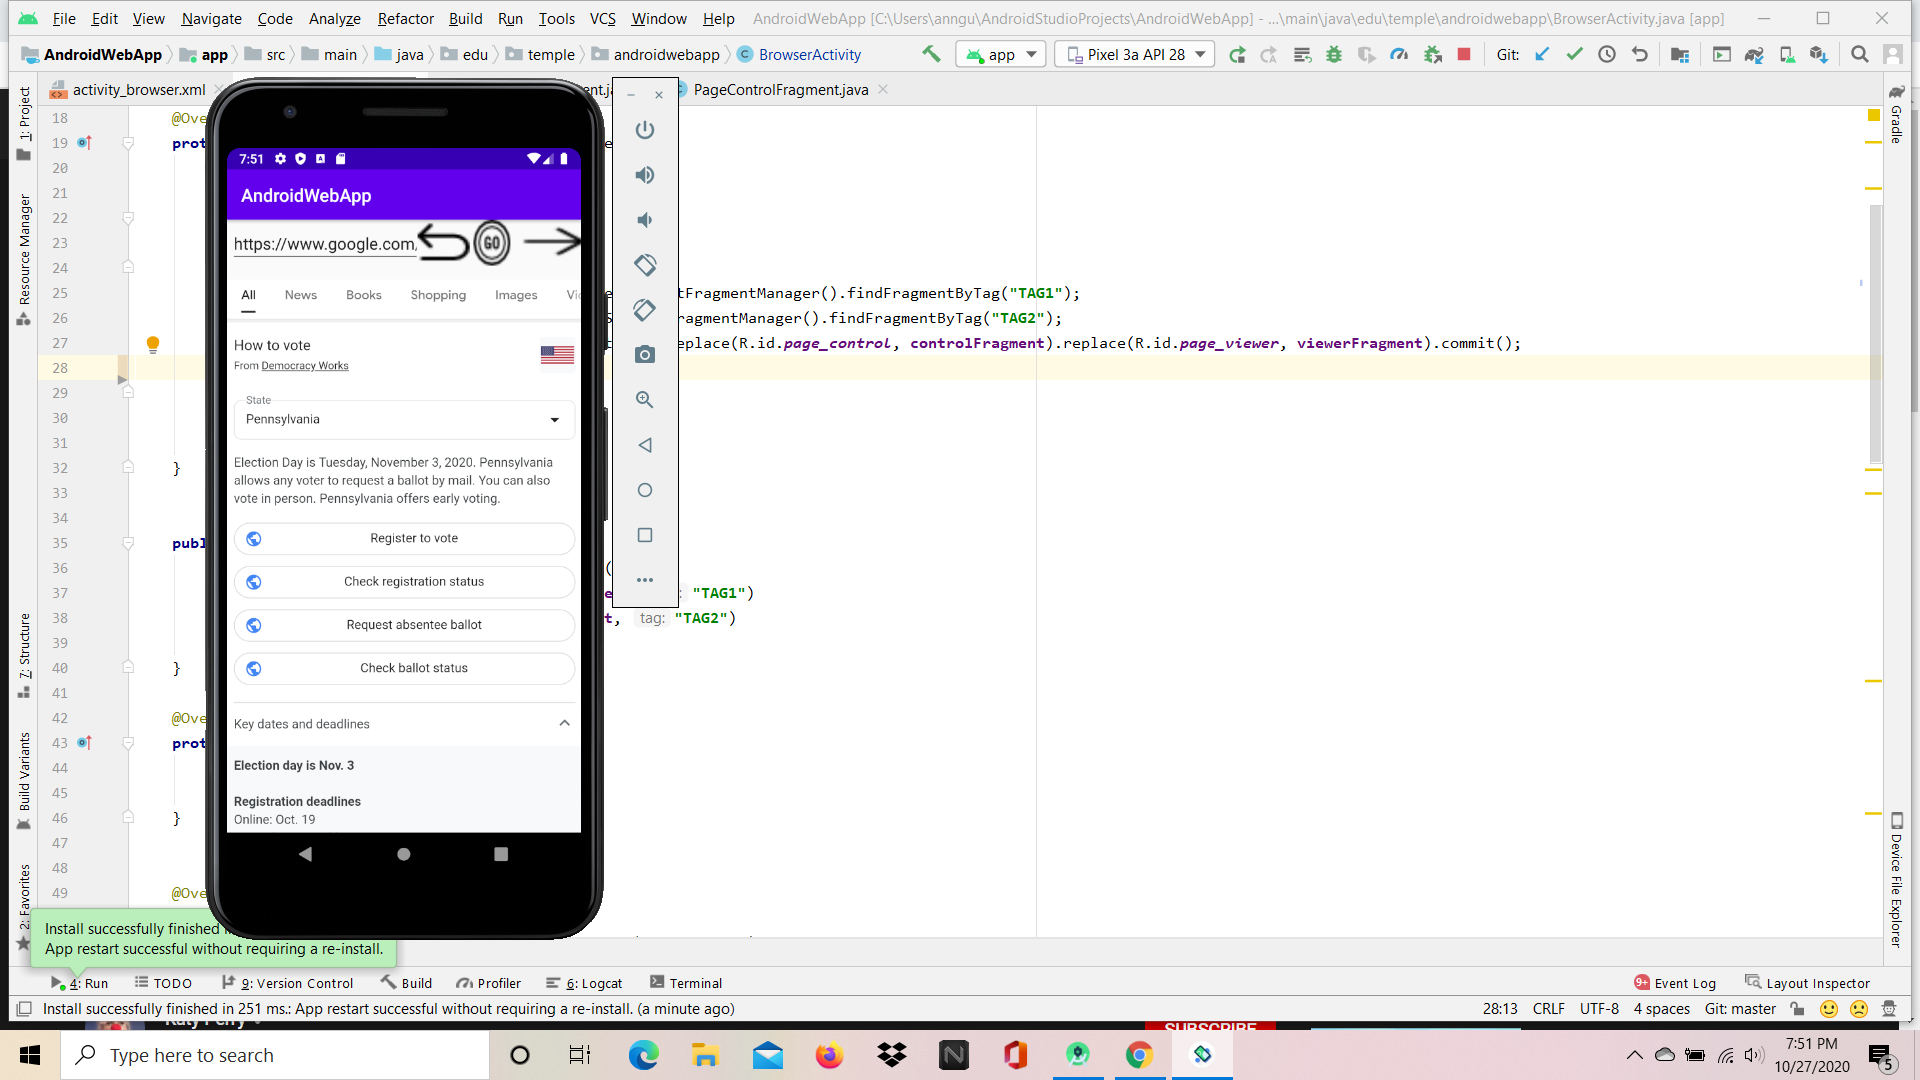 File Edit View Navigate Code Analyze Refactor Build Run Tools VCS Window Help AndroidWebApp [C:\Users\anngu\AndroidStudioProjects\AndroidWebApp] - ...\main\java\edu\temple\androidwebapp\BrowserActivity.java [app]
AndroidWebApp app src main java edu temple androidwebapp BrowserActivity app Pixel 3a API 28 Git:
activity_browser.xml PageControlFragment.java
1: Project
Resource Manager
7: Structure
Build Variants
2: Favorites
Gradle
Device File Explorer
18 @Ove
19 prot
20
21
22
23
24
25 tFragmentManager().findFragmentByTag("TAG1");
26 ragmentManager().findFragmentByTag("TAG2");
27 eplace(R.id.page_control, controlFragment).replace(R.id.page_viewer, viewerFragment).commit();
28
29
30
31
32 }
33
34
35 publ
36 (
37 "TAG1")
38 t, tag: "TAG2")
39
40 }
41
42 @Ove
43 prot
44
45
46 }
47
48
49 @Ove
7:51
AndroidWebApp
https://www.google.com
GO
All News Books Shopping Images
How to vote
From Democracy Works
State
Pennsylvania
Election Day is Tuesday, November 3, 2020. Pennsylvania
allows any voter to request a ballot by mail. You can also
vote in person. Pennsylvania offers early voting.
Register to vote
Check registration status
Request absentee ballot
Check ballot status
Key dates and deadlines
Election day is Nov. 3
Registration deadlines
Online: Oct. 19
Install successfully finished
App restart successful without requiring a re-install.
4: Run TODO 9: Version Control Build Profiler 6: Logcat Terminal 9+ Event Log Layout Inspector
Install successfully finished in 251 ms.: App restart successful without requiring a re-install. (a minute ago) 28:13 CRLF UTF-8 4 spaces Git: master
Katy Perry
SUBSCRIBE
Type here to search
7:51 PM
10/27/2020
5